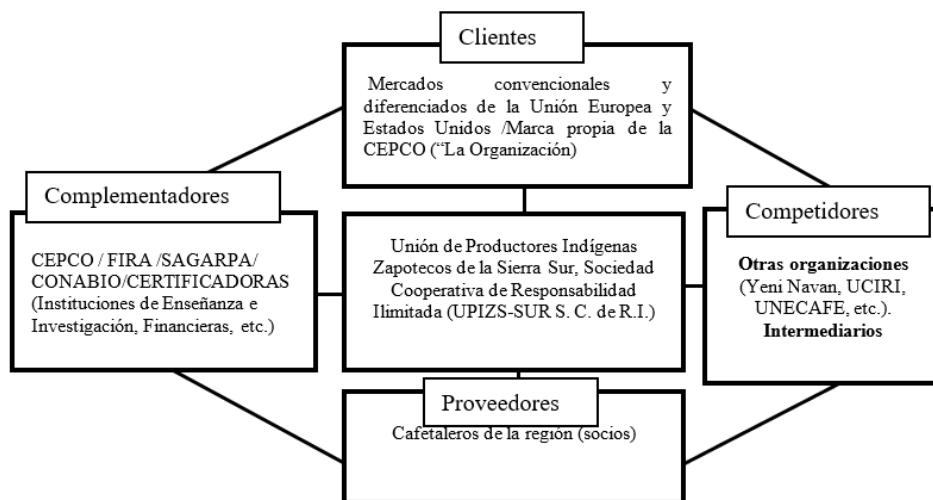 Clientes
Mercados convencionales y
diferenciados de la Unión Europea y
Estados Unidos /Marca propia de la
CEPCO (“La Organización)
Complementadores
CEPCO / FIRA /SAGARPA/
CONABIO/CERTIFICADORAS
(Instituciones de Enseñanza e
Investigación, Financieras, etc.)
Unión de Productores Indígenas
Zapotecos de la Sierra Sur, Sociedad
Cooperativa de Responsabilidad
Ilimitada (UPIZS-SUR S. C. de R.I.)
Competidores
Otras organizaciones
(Yeni Navan, UCIRI,
UNECAFE, etc.).
Intermediarios
Proveedores
Cafetaleros de la región (socios)